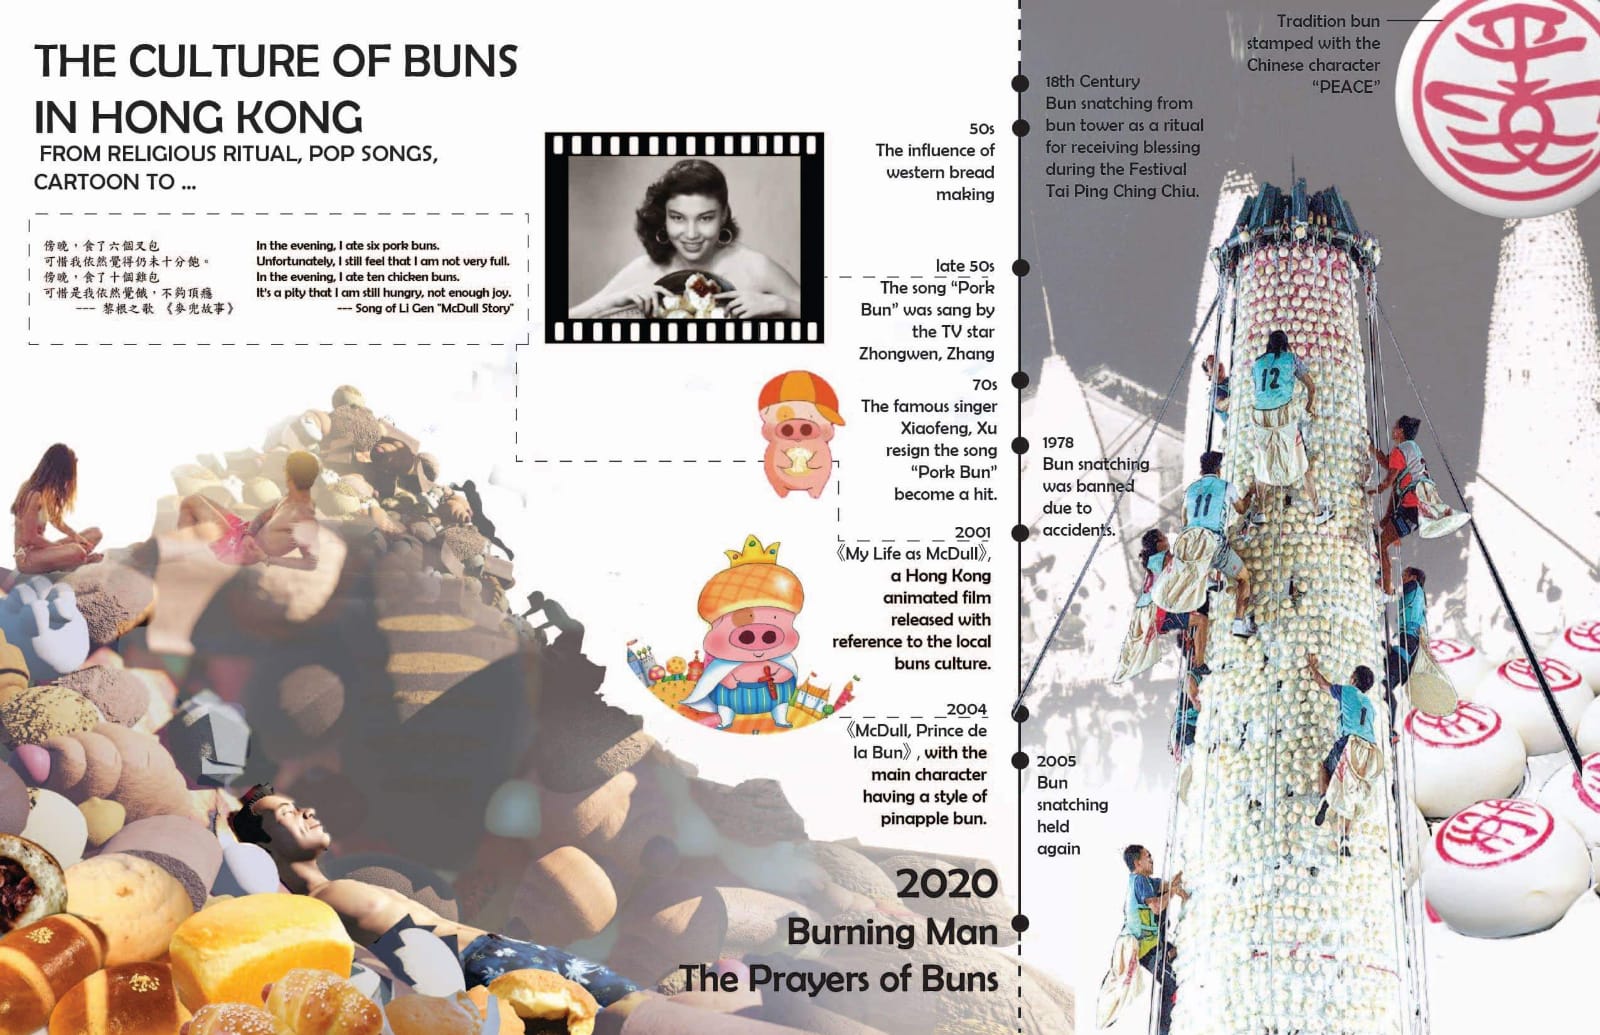 THE CULTURE OF BUNS
IN HONG KONG
FROM RELIGIOUS RITUAL, POP SONGS,
CARTOON TO ...
傍晚，食了六個叉包
可惜我依然覺得仍未十分飽。
傍晚，食了十個雞包
可惜是我依然覺餓，不夠頂癮
--- 黎根之歌 《麥兜故事》
In the evening, I ate six pork buns.
Unfortunately, I still feel that I am not very full.
In the evening, I ate ten chicken buns.
It's a pity that I am still hungry, not enough joy.
--- Song of Li Gen "McDull Story"
50s
The influence of
western bread
making
late 50s
The song “Pork
Bun” was sang by
the TV star
Zhongwen, Zhang
70s
The famous singer
Xiaofeng, Xu
resign the song
“Pork Bun”
become a hit.
2001
《My Life as McDull》,
a Hong Kong
animated film
released with
reference to the local
buns culture.
2004
《McDull, Prince de
la Bun》, with the
main character
having a style of
pinapple bun.
2020
Burning Man
The Prayers of Buns
18th Century
Bun snatching from
bun tower as a ritual
for receiving blessing
during the Festival
Tai Ping Ching Chiu.
1978
Bun snatching
was banned
due to
accidents.
2005
Bun
snatching
held
again
Tradition bun
stamped with the
Chinese character
“PEACE”
12
11
1